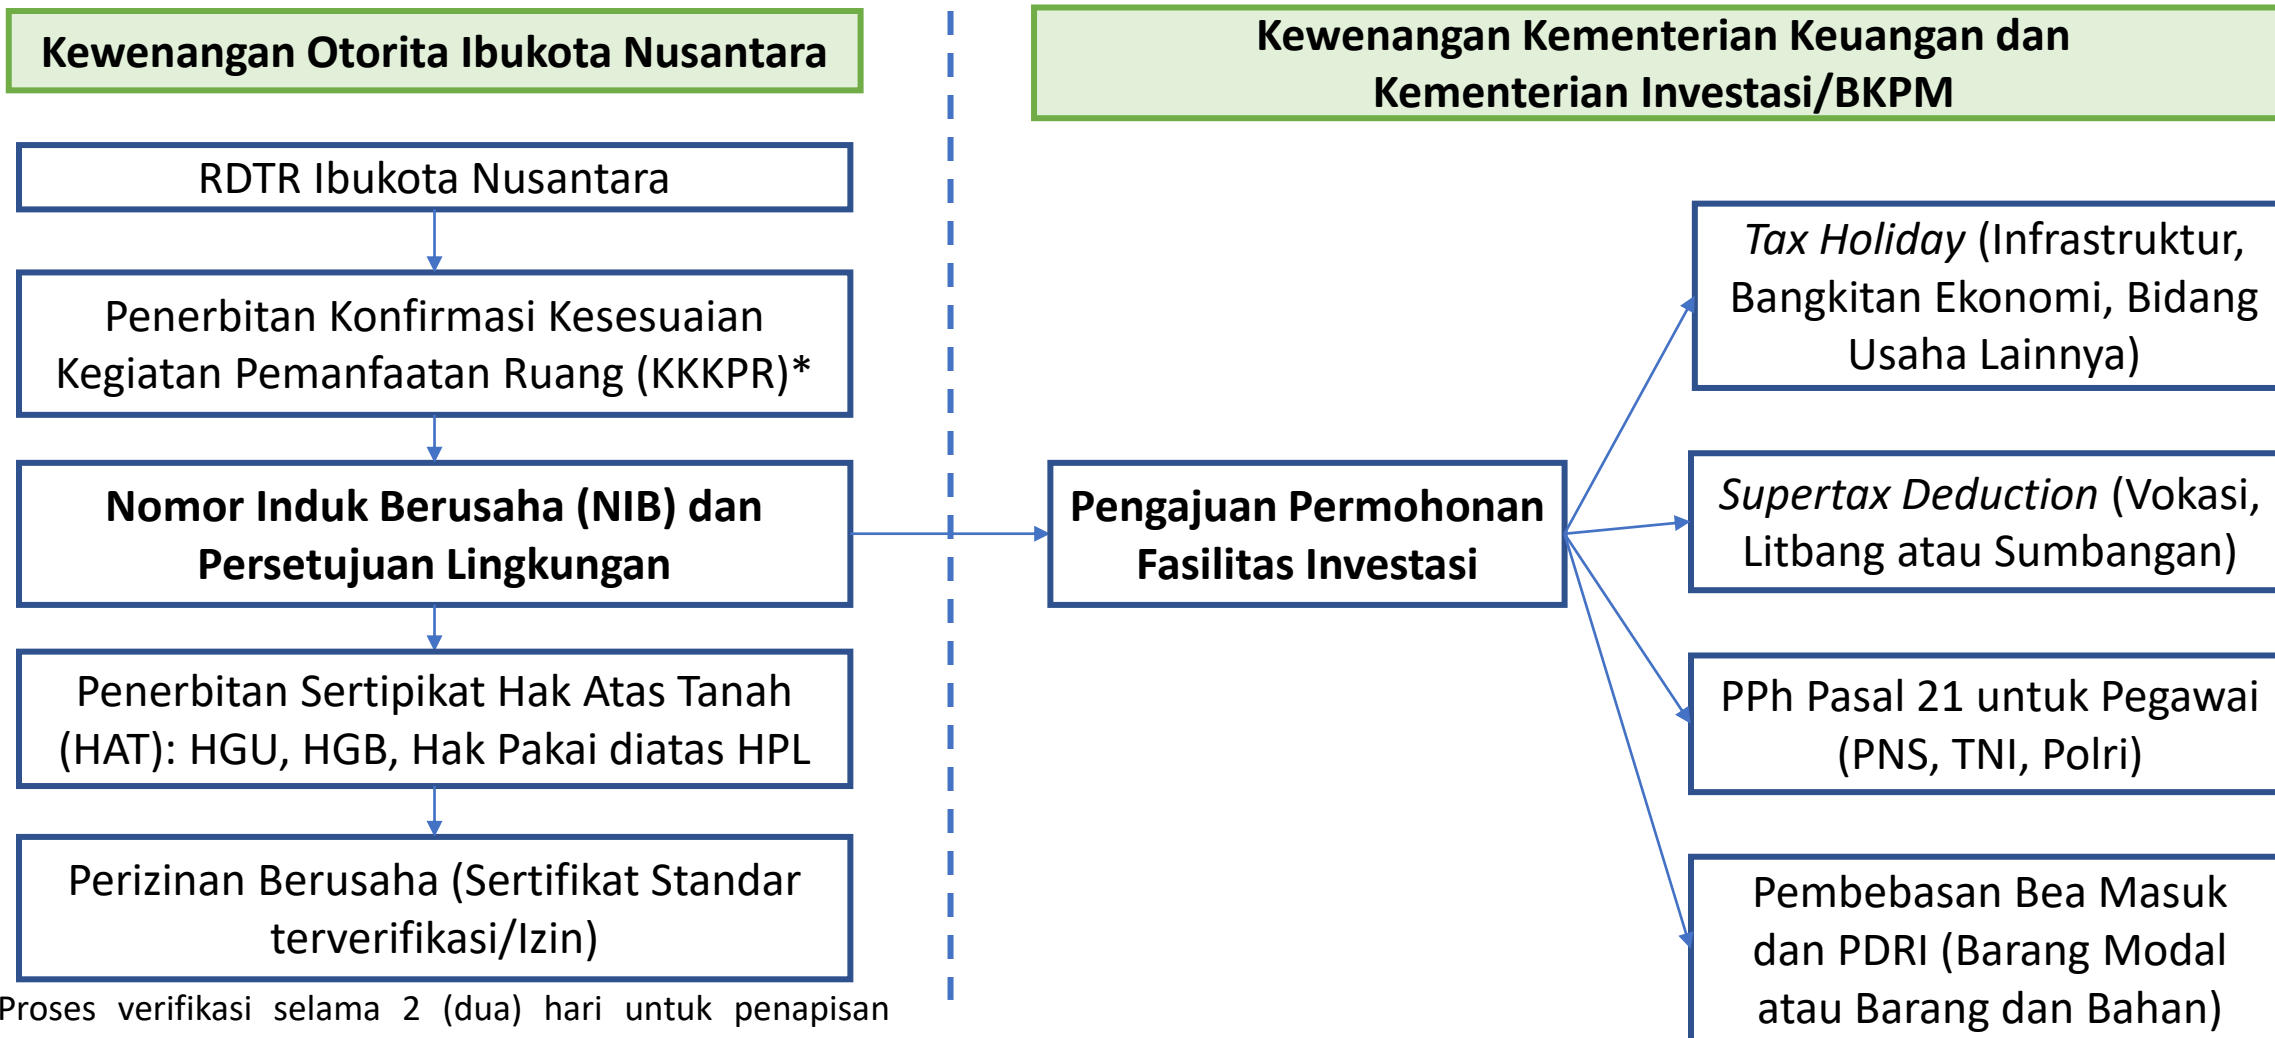 Kewenangan Otorita Ibukota Nusantara
RDTR Ibukota Nusantara
Penerbitan Konfirmasi Kesesuaian
Kegiatan Pemanfaatan Ruang (KKKPR)*
Nomor Induk Berusaha (NIB) dan
Persetujuan Lingkungan
Penerbitan Sertipikat Hak Atas Tanah
(HAT): HGU, HGB, Hak Pakai diatas HPL
Perizinan Berusaha (Sertifikat Standar
terverifikasi/Izin)
Proses verifikasi selama 2 (dua) hari untuk penapisan
Kewenangan Kementerian Keuangan dan
Kementerian Investasi/BKPM
Pengajuan Permohonan
Fasilitas Investasi
Tax Holiday (Infrastruktur,
Bangkitan Ekonomi, Bidang
Usaha Lainnya)
Supertax Deduction (Vokasi,
Litbang atau Sumbangan)
PPh Pasal 21 untuk Pegawai
(PNS, TNI, Polri)
Pembebasan Bea Masuk
dan PDRI (Barang Modal
atau Barang dan Bahan)